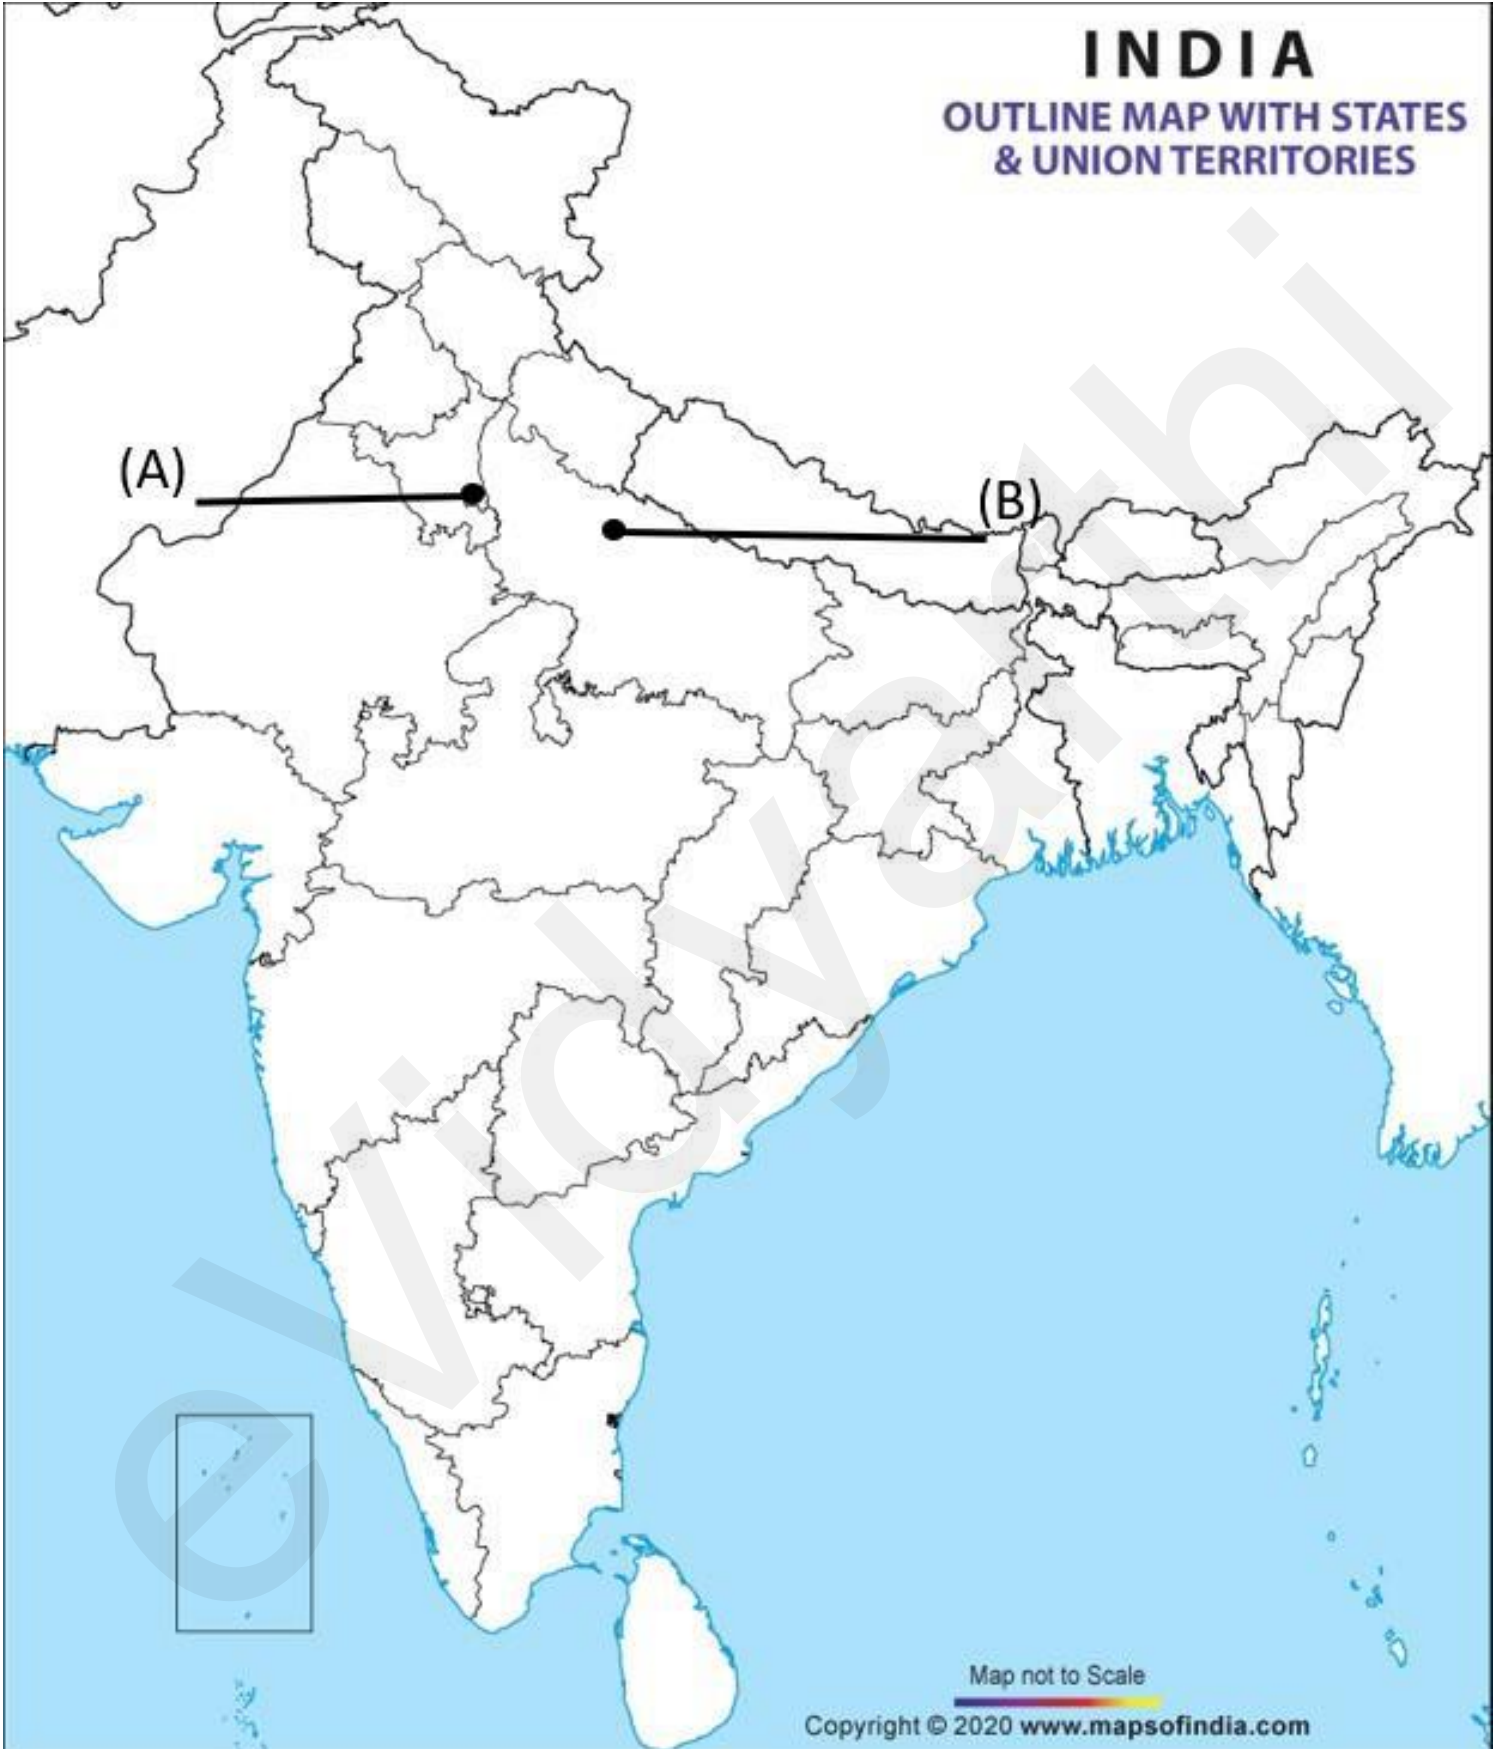 INDIA
OUTLINE MAP WITH STATES
& UNION TERRITORIES
(A)
(B)
eVidyarthi
Map not to Scale
Copyright © 2020 www.mapsofindia.com